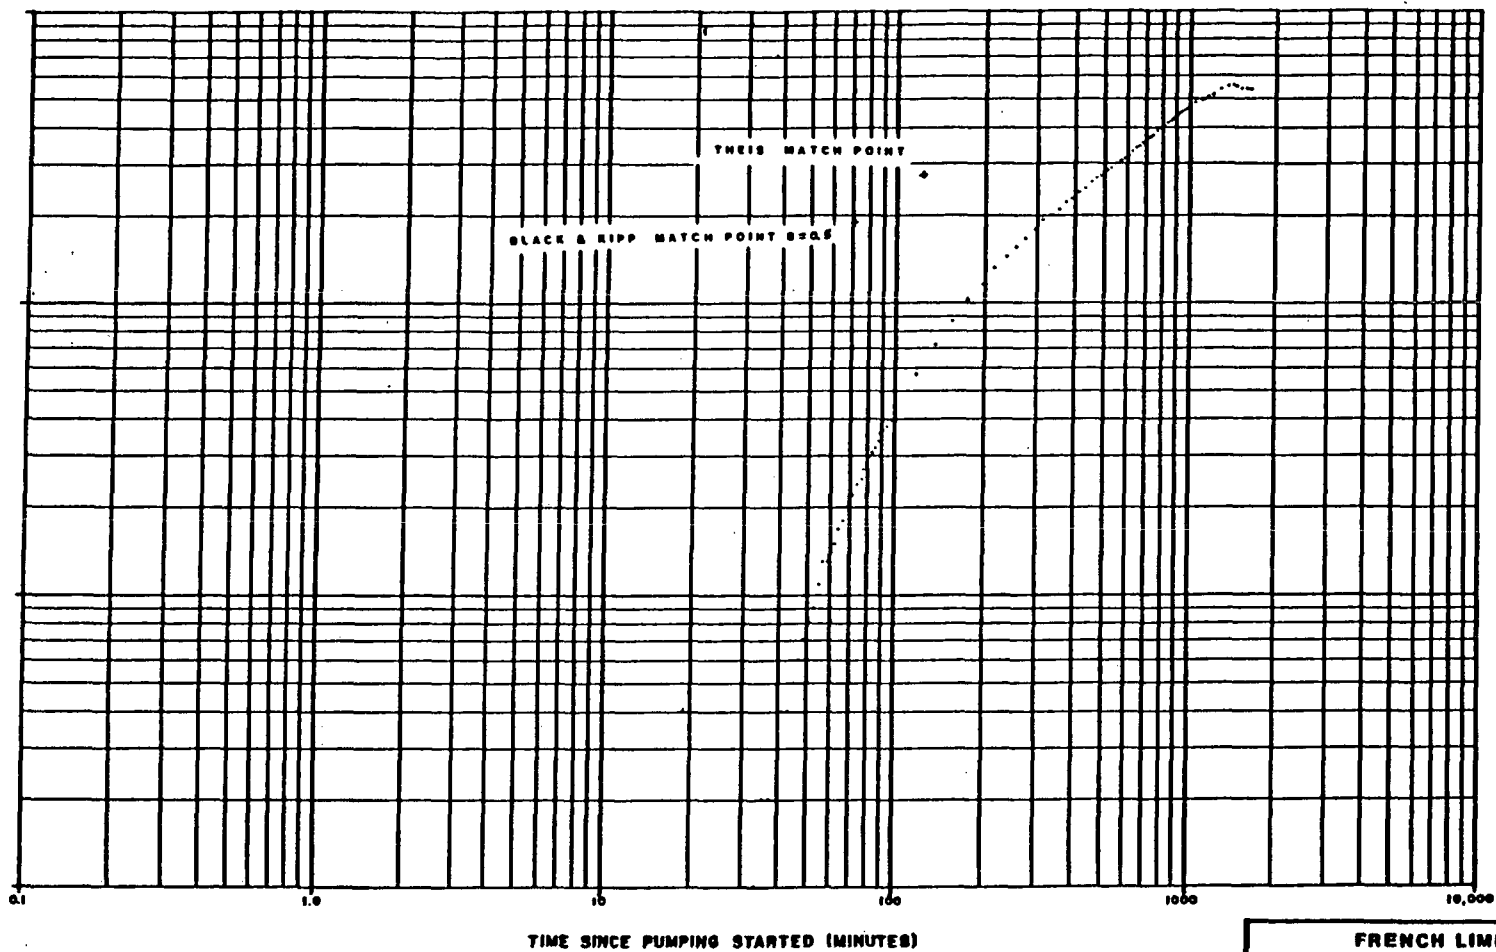 THEIS MATCH POINT
BLACK & KIPP MATCH POINT B=0.5
0.1 1.0 10 100 1000 10,000
TIME SINCE PUMPING STARTED (MINUTES)
FRENCH LIM